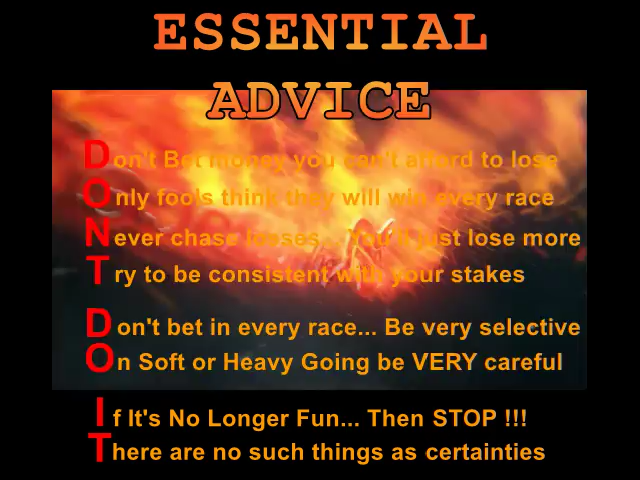 ESSENTIAL
ADVICE
Don't Bet money you can't afford to lose
Only fools think they will win every race
Never chase losses... You'll just lose more
Try to be consistent with your stakes
Don't bet in every race... Be very selective
On Soft or Heavy Going be VERY careful
If It's No Longer Fun... Then STOP !!!
There are no such things as certainties